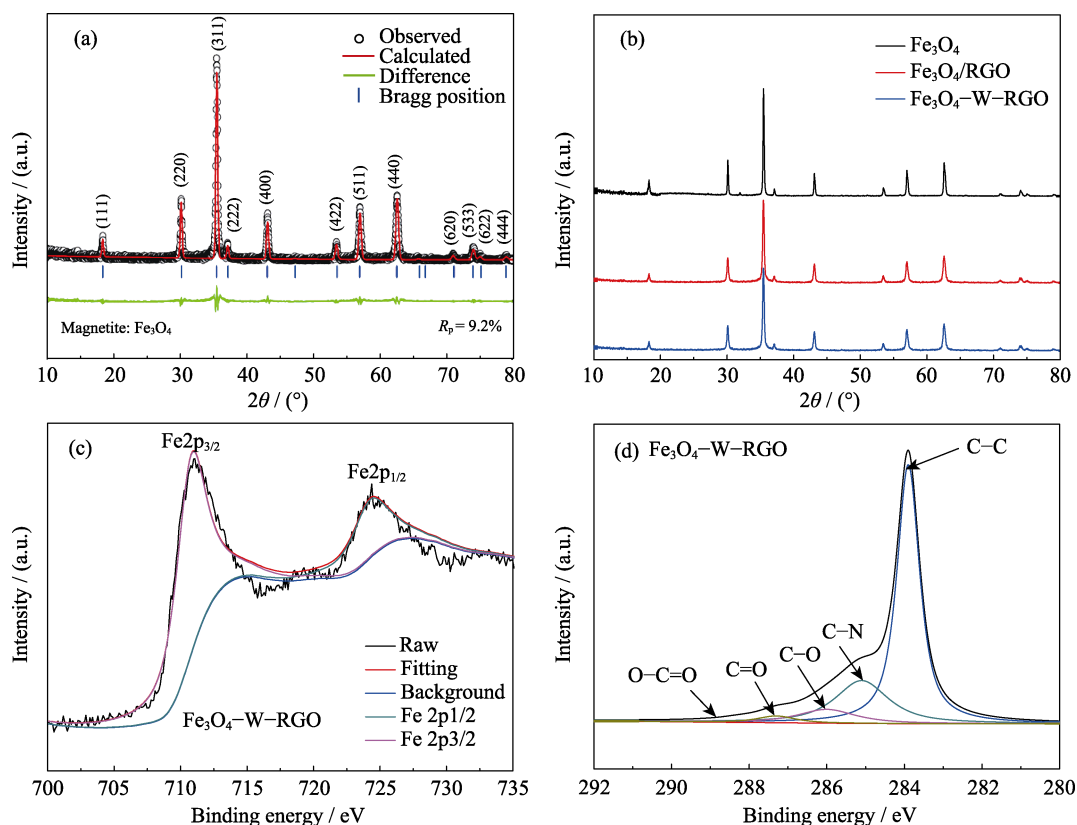 (a)
(311)
Observed
Calculated
Difference
Bragg position
(111)
(220)
(222)
(400)
(422)
(511)
(440)
(620)
(533)
(622)
(444)
Magnetite: Fe₃O₄
Rₚ = 9.2%
Intensity / (a.u.)
10 20 30 40 50 60 70 80
2θ / (°)
(b)
Fe₃O₄
Fe₃O₄/RGO
Fe₃O₄−W−RGO
Intensity / (a.u.)
10 20 30 40 50 60 70 80
2θ / (°)
(c)
Fe2p₃/₂
Fe2p₁/₂
Raw
Fitting
Background
Fe 2p1/2
Fe 2p3/2
Fe₃O₄−W−RGO
Intensity / (a.u.)
700 705 710 715 720 725 730 735
Binding energy / eV
(d)
Fe₃O₄−W−RGO
C−C
C−N
C−O
C=O
O−C=O
Intensity / (a.u.)
292 290 288 286 284 282 280
Binding energy / eV